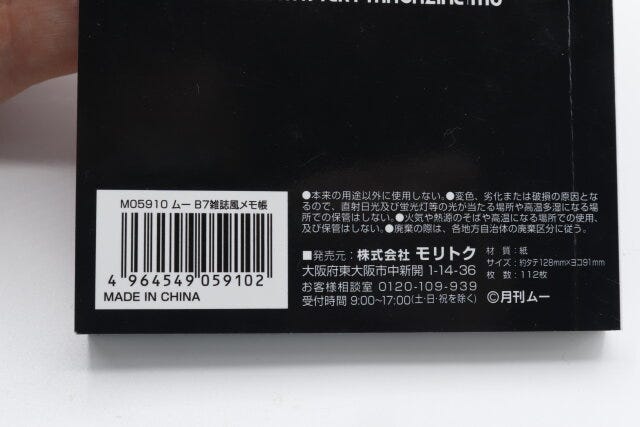 MO5910 ムー B7雑誌風メモ帳
4 964549 059102
MADE IN CHINA
●本来の用途以外に使用しない。●変色、劣化または破損の原因とな
るので、直射日光及び蛍光灯等の光が当たる場所や高温多湿になる場
所での保管はしない。●火気や熱源のそばや高温になる場所での使用、
及び保管はしない。●廃棄の際は、各地方自治体の廃棄区分に従う。
■発売元：株式会社 モリトク
大阪府東大阪市中新開 1-14-36
お客様相談室 0120-109-939
受付時間 9:00~17:00(土・日・祝を除く)
材 質：紙
サイズ：約タテ128mm×ヨコ91mm
枚 数：112枚
©月刊ムー